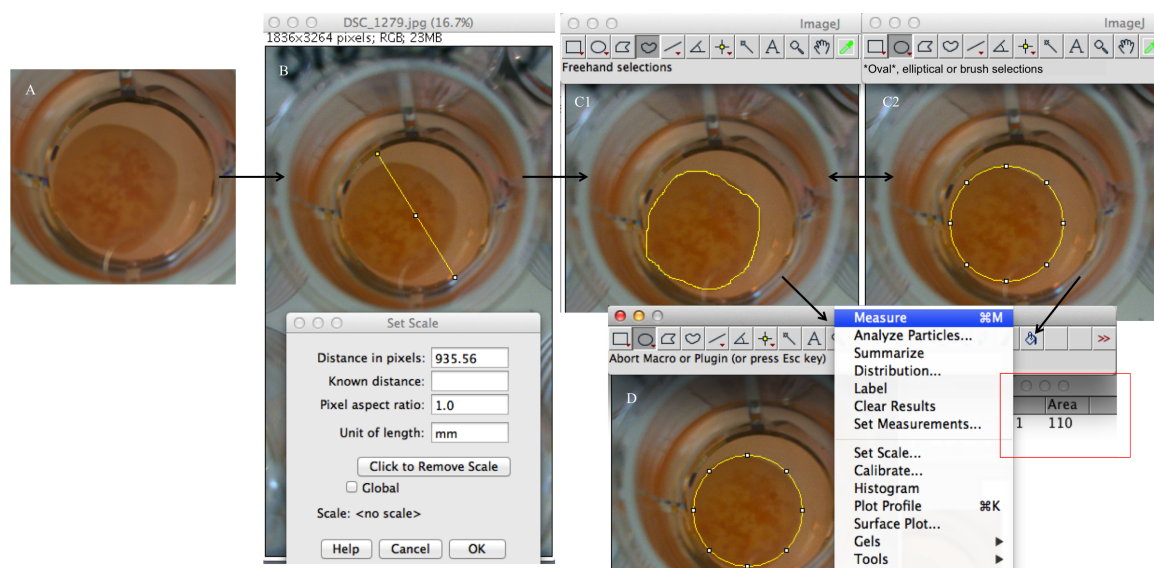 DSC_1279.jpg (16.7%)
1836x3264 pixels; RGB; 23MB
A
B
Set Scale
Distance in pixels: 935.56
Known distance:
Pixel aspect ratio: 1.0
Unit of length: mm
Click to Remove Scale
Global
Scale: <no scale>
Help Cancel OK
ImageJ
A
Freehand selections
C1
ImageJ
A
*Oval*, elliptical or brush selections
C2
A
>>
Abort Macro or Plugin (or press Esc key)
D
Measure ⌘M
Analyze Particles...
Summarize
Distribution...
Label
Clear Results
Set Measurements...
Set Scale...
Calibrate...
Histogram
Plot Profile ⌘K
Surface Plot...
Gels
Tools
Area
1 110